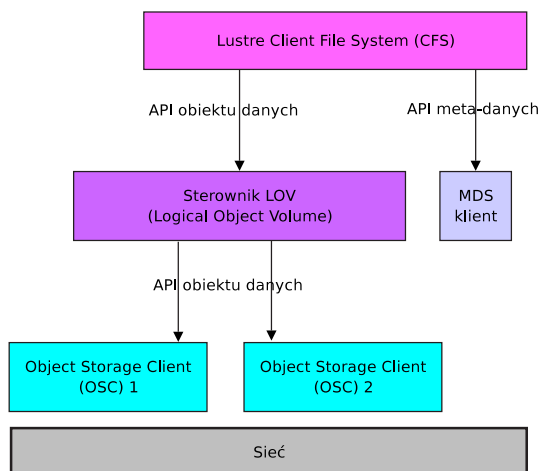 Lustre Client File System (CFS)
API obiektu danych
API meta-danych
Sterownik LOV
(Logical Object Volume)
MDS
klient
API obiektu danych
Object Storage Client
(OSC) 1
Object Storage Client
(OSC) 2
Sieć